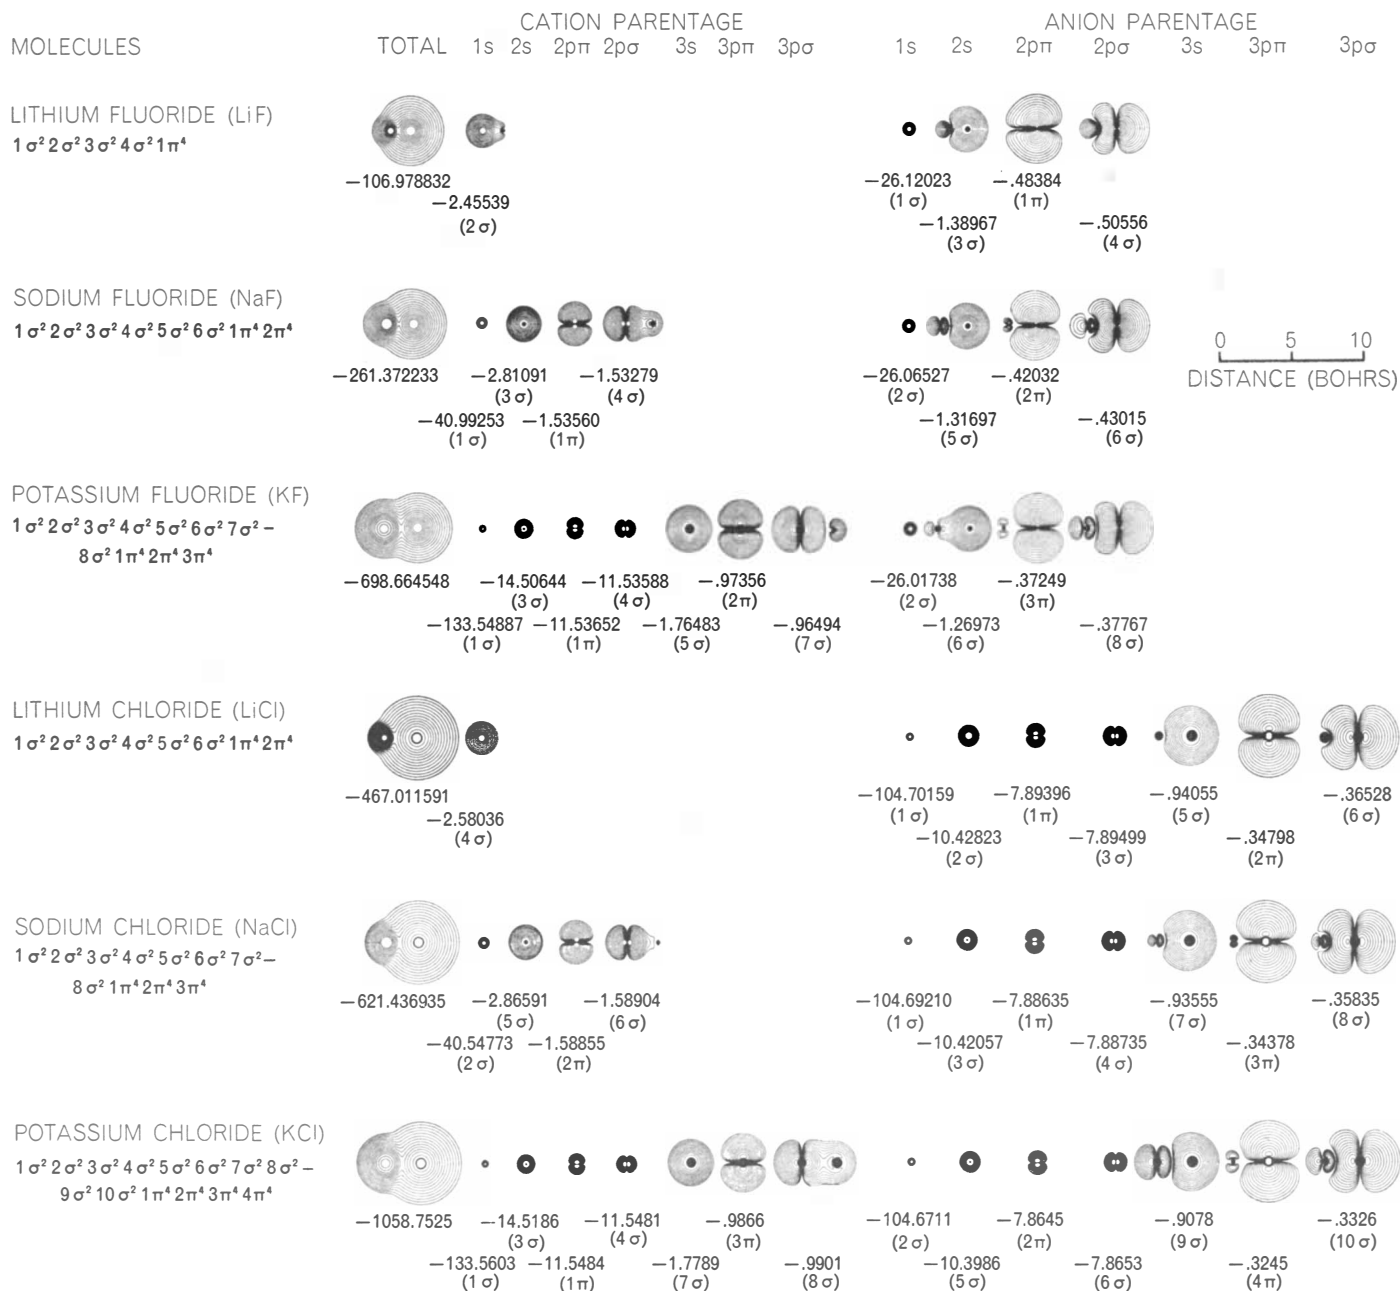 CATION PARENTAGE ANION PARENTAGE
MOLECULES TOTAL 1s 2s 2pπ 2pσ 3s 3pπ 3pσ 1s 2s 2pπ 2pσ 3s 3pπ 3pσ
LITHIUM FLUORIDE (LiF)
1σ² 2σ² 3σ² 4σ² 1π⁴
−106.978832 −26.12023 −.48384
−2.45539 (1σ) (1π)
(2σ) −1.38967 −.50556
(3σ) (4σ)
SODIUM FLUORIDE (NaF)
1σ² 2σ² 3σ² 4σ² 5σ² 6σ² 1π⁴ 2π⁴
0 5 10
DISTANCE (BOHRS)
−261.372233 −2.81091 −1.53279 −26.06527 −.42032
(3σ) (4σ) (2σ) (2π)
−40.99253 −1.53560 −1.31697 −.43015
(1σ) (1π) (5σ) (6σ)
POTASSIUM FLUORIDE (KF)
1σ² 2σ² 3σ² 4σ² 5σ² 6σ² 7σ² −
8σ² 1π⁴ 2π⁴ 3π⁴
−698.664548 −14.50644 −11.53588 −.97356 −26.01738 −.37249
(3σ) (4σ) (2π) (2σ) (3π)
−133.54887 −11.53652 −1.76483 −.96494 −1.26973 −.37767
(1σ) (1π) (5σ) (7σ) (6σ) (8σ)
LITHIUM CHLORIDE (LiCl)
1σ² 2σ² 3σ² 4σ² 5σ² 6σ² 1π⁴ 2π⁴
−467.011591 −104.70159 −7.89396 −.94055 −.36528
−2.58036 (1σ) (1π) (5σ) (6σ)
(4σ) −10.42823 −7.89499 −.34798
(2σ) (3σ) (2π)
SODIUM CHLORIDE (NaCl)
1σ² 2σ² 3σ² 4σ² 5σ² 6σ² 7σ² −
8σ² 1π⁴ 2π⁴ 3π⁴
−621.436935 −2.86591 −1.58904 −104.69210 −7.88635 −.93555 −.35835
(5σ) (6σ) (1σ) (1π) (7σ) (8σ)
−40.54773 −1.58855 −10.42057 −7.88735 −.34378
(2σ) (2π) (3σ) (4σ) (3π)
POTASSIUM CHLORIDE (KCl)
1σ² 2σ² 3σ² 4σ² 5σ² 6σ² 7σ² 8σ² −
9σ² 10σ² 1π⁴ 2π⁴ 3π⁴ 4π⁴
−1058.7525 −14.5186 −11.5481 −.9866 −104.6711 −7.8645 −.9078 −.3326
(3σ) (4σ) (3π) (2σ) (2π) (9σ) (10σ)
−133.5603 −11.5484 −1.7789 −.9901 −10.3986 −7.8653 −.3245
(1σ) (1π) (7σ) (8σ) (5σ) (6σ) (4π)